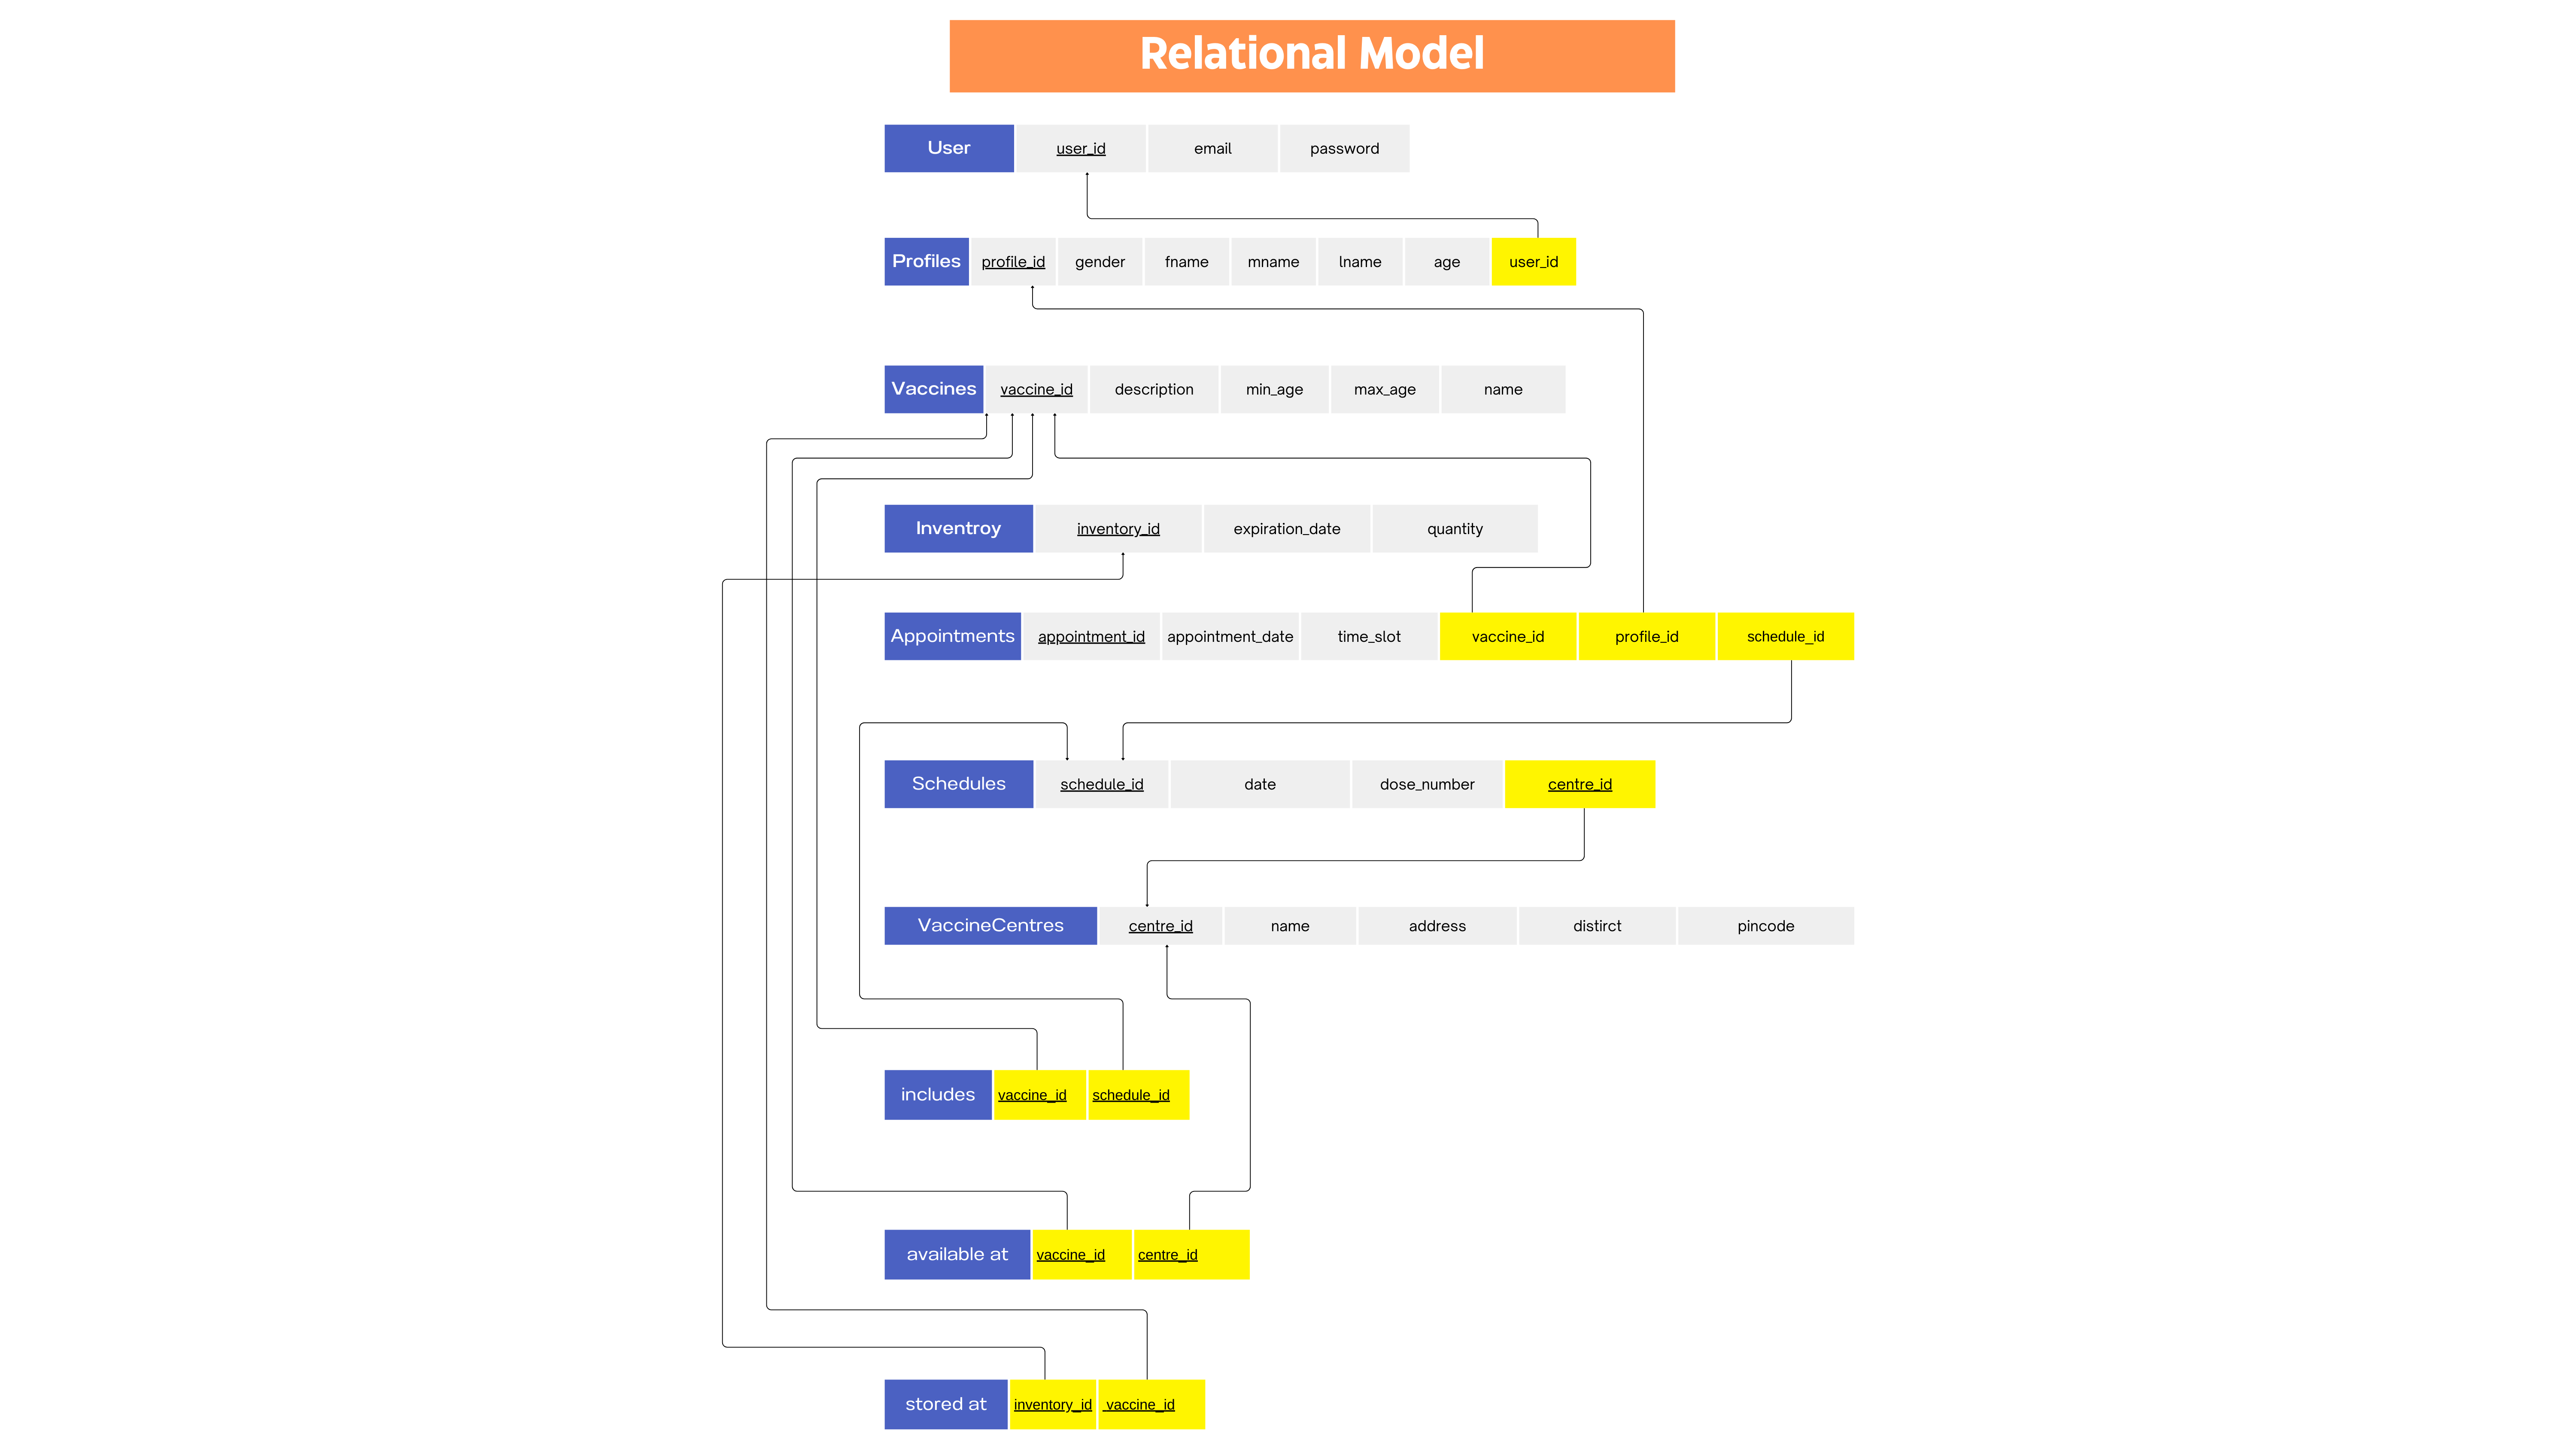 Relational Model
User user_id email password
Profiles profile_id gender fname mname lname age user_id
Vaccines vaccine_id description min_age max_age name
Inventroy inventory_id expiration_date quantity
Appointments appointment_id appointment_date time_slot vaccine_id profile_id schedule_id
Schedules schedule_id date dose_number centre_id
VaccineCentres centre_id name address distirct pincode
includes vaccine_id schedule_id
available at vaccine_id centre_id
stored at inventory_id vaccine_id